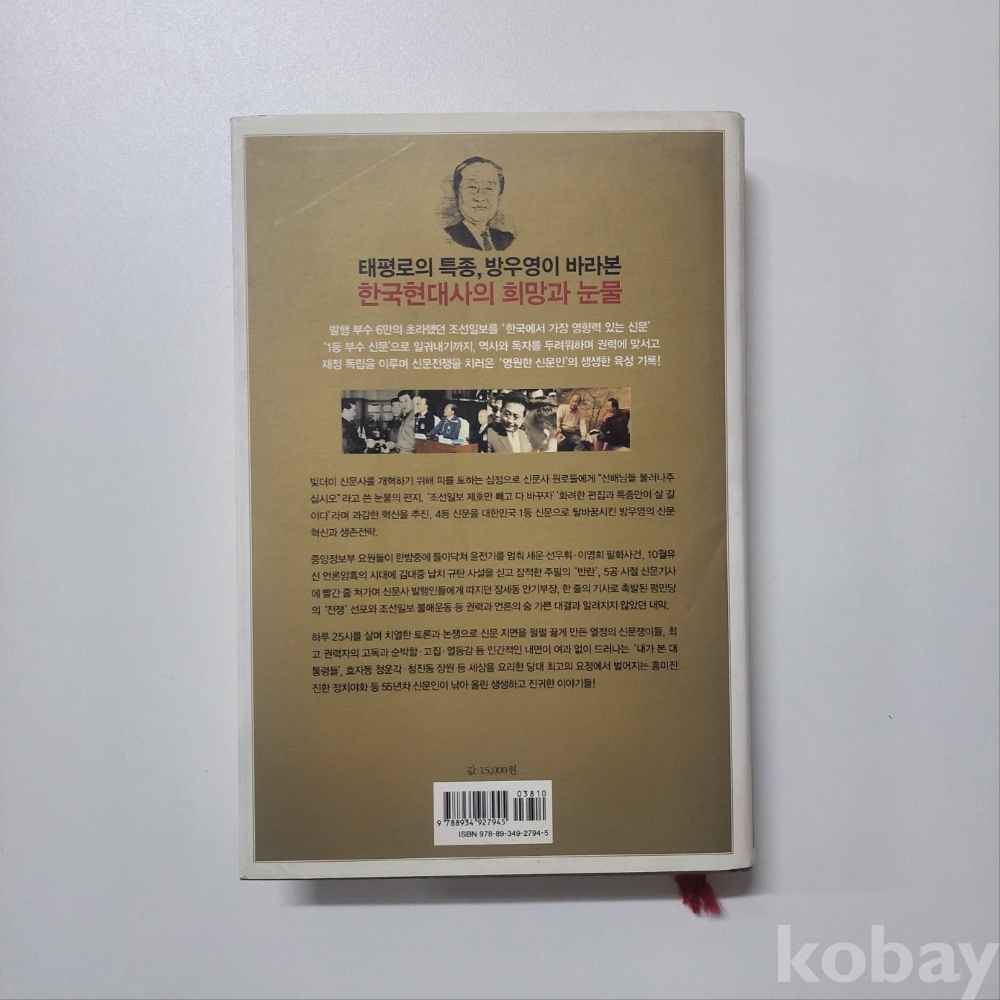 태평로의 특종, 방우영이 바라본
한국현대사의 희망과 눈물
발행 부수 6만의 초라했던 조선일보를 '한국에서 가장 영향력 있는 신문'
'1등 부수 신문'으로 일궈내기까지, 역사와 독자를 두려워하며 권력에 맞서고
재정 독립을 이루며 신문전쟁을 치러온 '영원한 신문인'의 생생한 육성 기록!
빚더미 신문사를 개혁하기 위해 피를 토하는 심정으로 신문사 원로들에게 "선배님들 물러나주
십시오"라고 쓴 눈물의 편지, '조선일보 제호만 빼고 다 바꾸자' '화려한 편집과 특종만이 살 길
이다'라며 과감한 혁신을 추진, 4등 신문을 대한민국 1등 신문으로 탈바꿈시킨 방우영의 신문
혁신과 생존전략.
중앙정보부 요원들이 한밤중에 들이닥쳐 윤전기를 멈춰 세운 선우휘·이영희 필화사건, 10월유
신 언론암흑의 시대에 김대중 납치 규탄 사설을 싣고 잠적한 주필의 '반란', 5공 시절 신문기사
에 빨간 줄 쳐가며 신문사 발행인들에게 따지던 장세동 안기부장, 한 줄의 기사로 촉발된 평민당
의 '전쟁' 선포와 조선일보 불매운동 등 권력과 언론의 숨 가쁜 대결과 알려지지 않았던 내막.
하루 25시를 살며 치열한 토론과 논쟁으로 신문 지면을 펄펄 끓게 만든 열정의 신문쟁이들, 최
고 권력자의 고독과 순박함·고집·열등감 등 인간적인 내면이 여과 없이 드러나는 '내가 본 대
통령들', 효자동 청운각·청진동 장원 등 세상을 요리한 당대 최고의 요정에서 벌어지는 흥미진
진한 정치야화 등 55년차 신문인이 낚아 올린 생생하고 진귀한 이야기들!
값 15,000원
03810
9 788934 927945
ISBN 978-89-349-2794-5
kobay